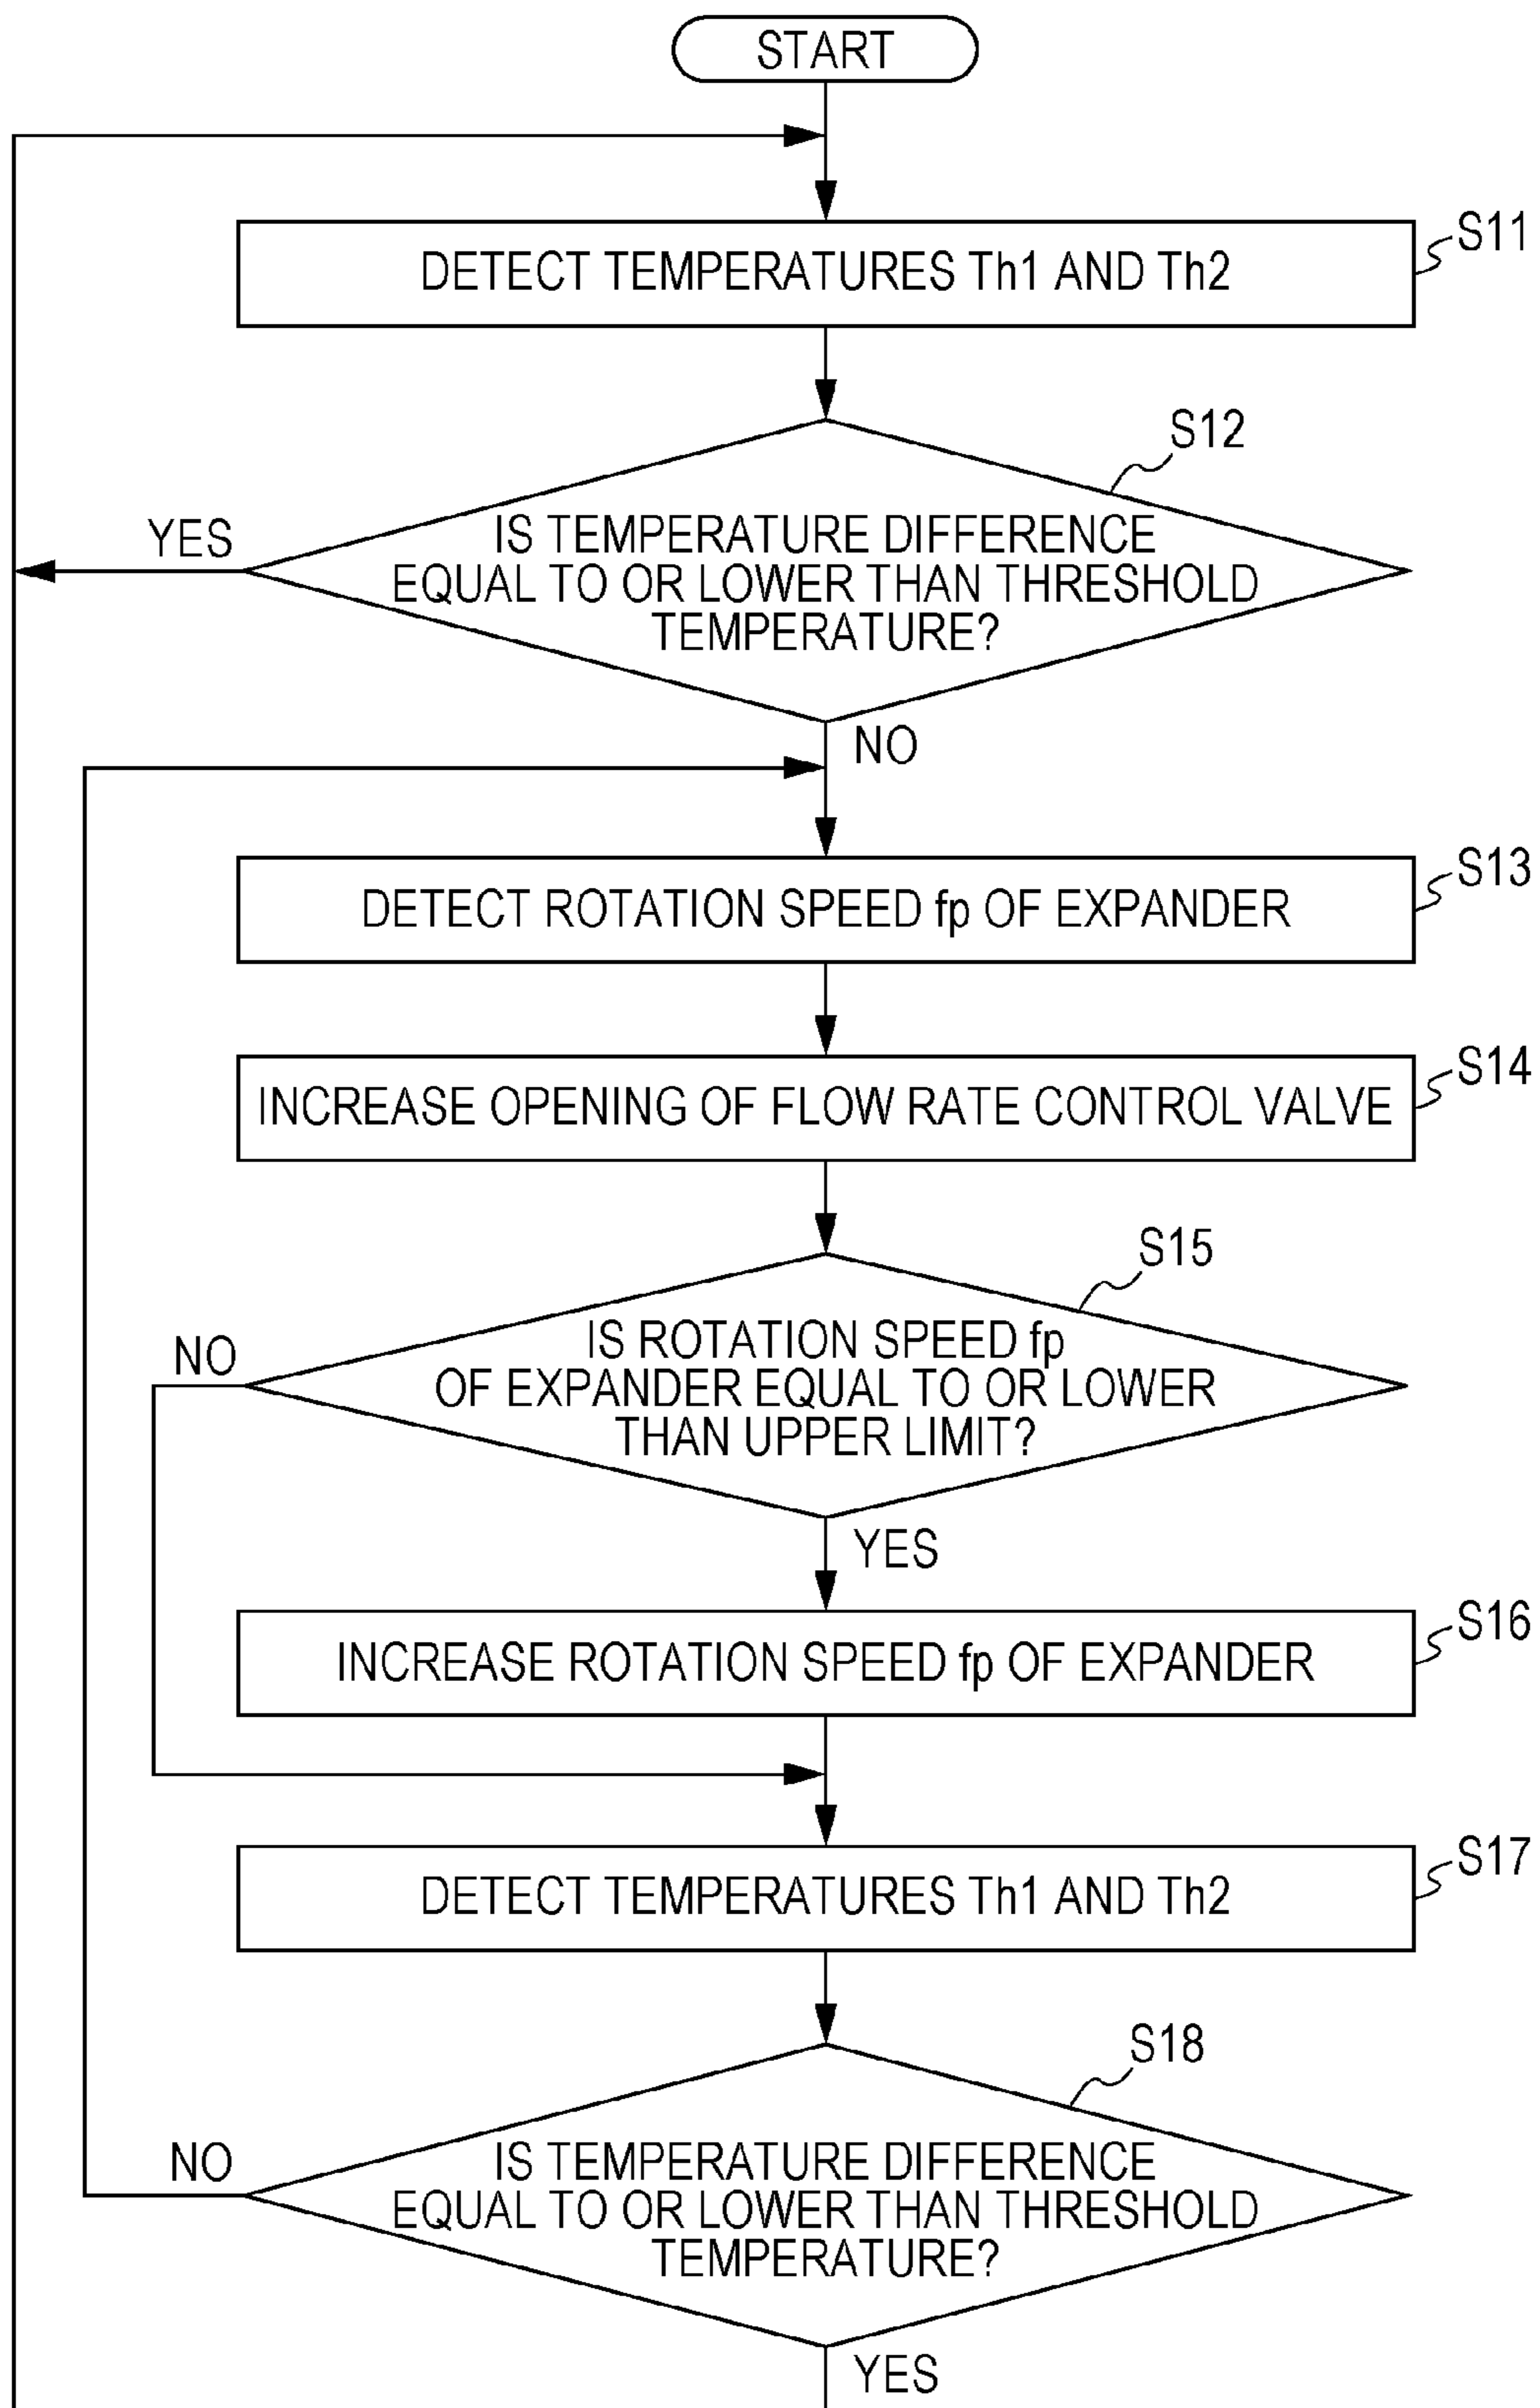 START
DETECT TEMPERATURES Th1 AND Th2
S11
S12
YES
IS TEMPERATURE DIFFERENCE
EQUAL TO OR LOWER THAN THRESHOLD
TEMPERATURE?
NO
DETECT ROTATION SPEED fp OF EXPANDER
S13
INCREASE OPENING OF FLOW RATE CONTROL VALVE
S14
S15
NO
IS ROTATION SPEED fp
OF EXPANDER EQUAL TO OR LOWER
THAN UPPER LIMIT?
YES
INCREASE ROTATION SPEED fp OF EXPANDER
S16
DETECT TEMPERATURES Th1 AND Th2
S17
S18
NO
IS TEMPERATURE DIFFERENCE
EQUAL TO OR LOWER THAN THRESHOLD
TEMPERATURE?
YES